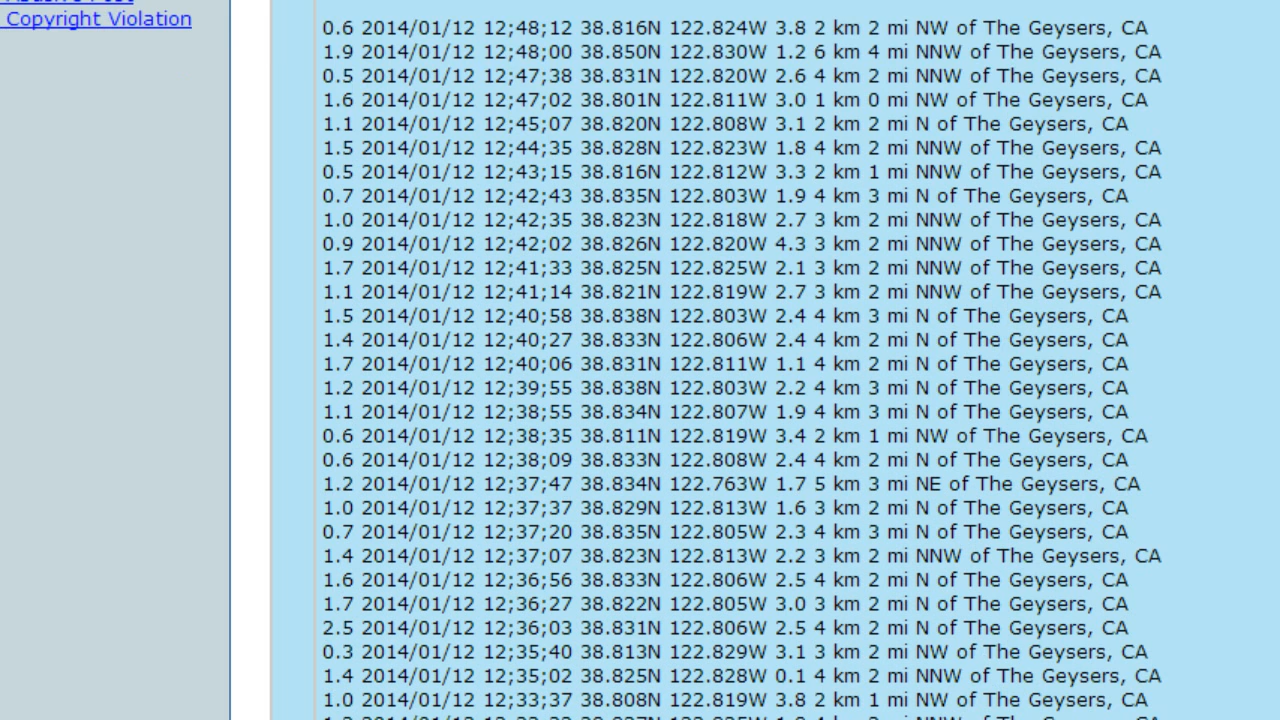 Copyright Violation
0.6 2014/01/12 12;48;12 38.816N 122.824W 3.8 2 km 2 mi NW of The Geysers, CA
1.9 2014/01/12 12;48;00 38.850N 122.830W 1.2 6 km 4 mi NNW of The Geysers, CA
0.5 2014/01/12 12;47;38 38.831N 122.820W 2.6 4 km 2 mi NNW of The Geysers, CA
1.6 2014/01/12 12;47;02 38.801N 122.811W 3.0 1 km 0 mi NW of The Geysers, CA
1.1 2014/01/12 12;45;07 38.820N 122.808W 3.1 2 km 2 mi N of The Geysers, CA
1.5 2014/01/12 12;44;35 38.828N 122.823W 1.8 4 km 2 mi NNW of The Geysers, CA
0.5 2014/01/12 12;43;15 38.816N 122.812W 3.3 2 km 1 mi NNW of The Geysers, CA
0.7 2014/01/12 12;42;43 38.835N 122.803W 1.9 4 km 3 mi N of The Geysers, CA
1.0 2014/01/12 12;42;35 38.823N 122.818W 2.7 3 km 2 mi NNW of The Geysers, CA
0.9 2014/01/12 12;42;02 38.826N 122.820W 4.3 3 km 2 mi NNW of The Geysers, CA
1.7 2014/01/12 12;41;33 38.825N 122.825W 2.1 3 km 2 mi NNW of The Geysers, CA
1.1 2014/01/12 12;41;14 38.821N 122.819W 2.7 3 km 2 mi NNW of The Geysers, CA
1.5 2014/01/12 12;40;58 38.838N 122.803W 2.4 4 km 3 mi N of The Geysers, CA
1.4 2014/01/12 12;40;27 38.833N 122.806W 2.4 4 km 2 mi N of The Geysers, CA
1.7 2014/01/12 12;40;06 38.831N 122.811W 1.1 4 km 2 mi N of The Geysers, CA
1.2 2014/01/12 12;39;55 38.838N 122.803W 2.2 4 km 3 mi N of The Geysers, CA
1.1 2014/01/12 12;38;55 38.834N 122.807W 1.9 4 km 3 mi N of The Geysers, CA
0.6 2014/01/12 12;38;35 38.811N 122.819W 3.4 2 km 1 mi NW of The Geysers, CA
0.6 2014/01/12 12;38;09 38.833N 122.808W 2.4 4 km 2 mi N of The Geysers, CA
1.2 2014/01/12 12;37;47 38.834N 122.763W 1.7 5 km 3 mi NE of The Geysers, CA
1.0 2014/01/12 12;37;37 38.829N 122.813W 1.6 3 km 2 mi N of The Geysers, CA
0.7 2014/01/12 12;37;20 38.835N 122.805W 2.3 4 km 3 mi N of The Geysers, CA
1.4 2014/01/12 12;37;07 38.823N 122.813W 2.2 3 km 2 mi NNW of The Geysers, CA
1.6 2014/01/12 12;36;56 38.833N 122.806W 2.5 4 km 2 mi N of The Geysers, CA
1.7 2014/01/12 12;36;27 38.822N 122.805W 3.0 3 km 2 mi N of The Geysers, CA
2.5 2014/01/12 12;36;03 38.831N 122.806W 2.5 4 km 2 mi N of The Geysers, CA
0.3 2014/01/12 12;35;40 38.813N 122.829W 3.1 3 km 2 mi NW of The Geysers, CA
1.4 2014/01/12 12;35;02 38.825N 122.828W 0.1 4 km 2 mi NNW of The Geysers, CA
1.0 2014/01/12 12;33;37 38.808N 122.819W 3.8 2 km 1 mi NW of The Geysers, CA